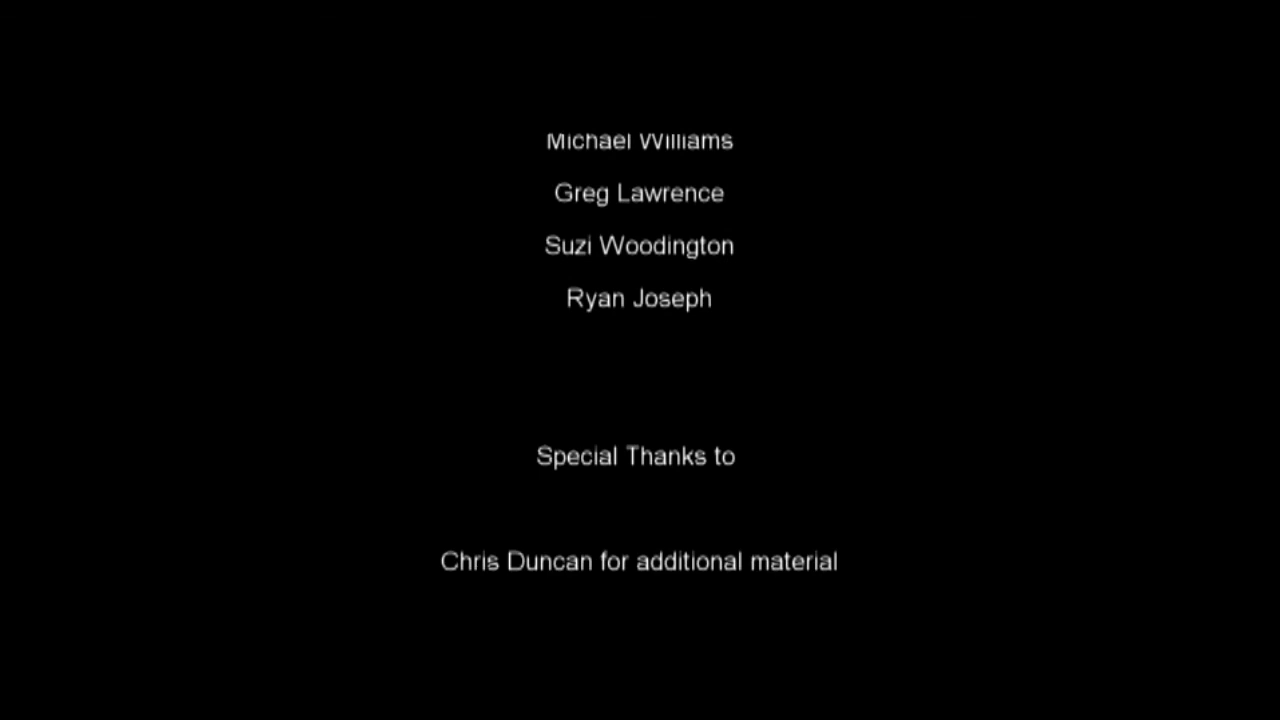 Michael Williams
Greg Lawrence
Suzi Woodington
Ryan Joseph
Special Thanks to
Chris Duncan for additional material